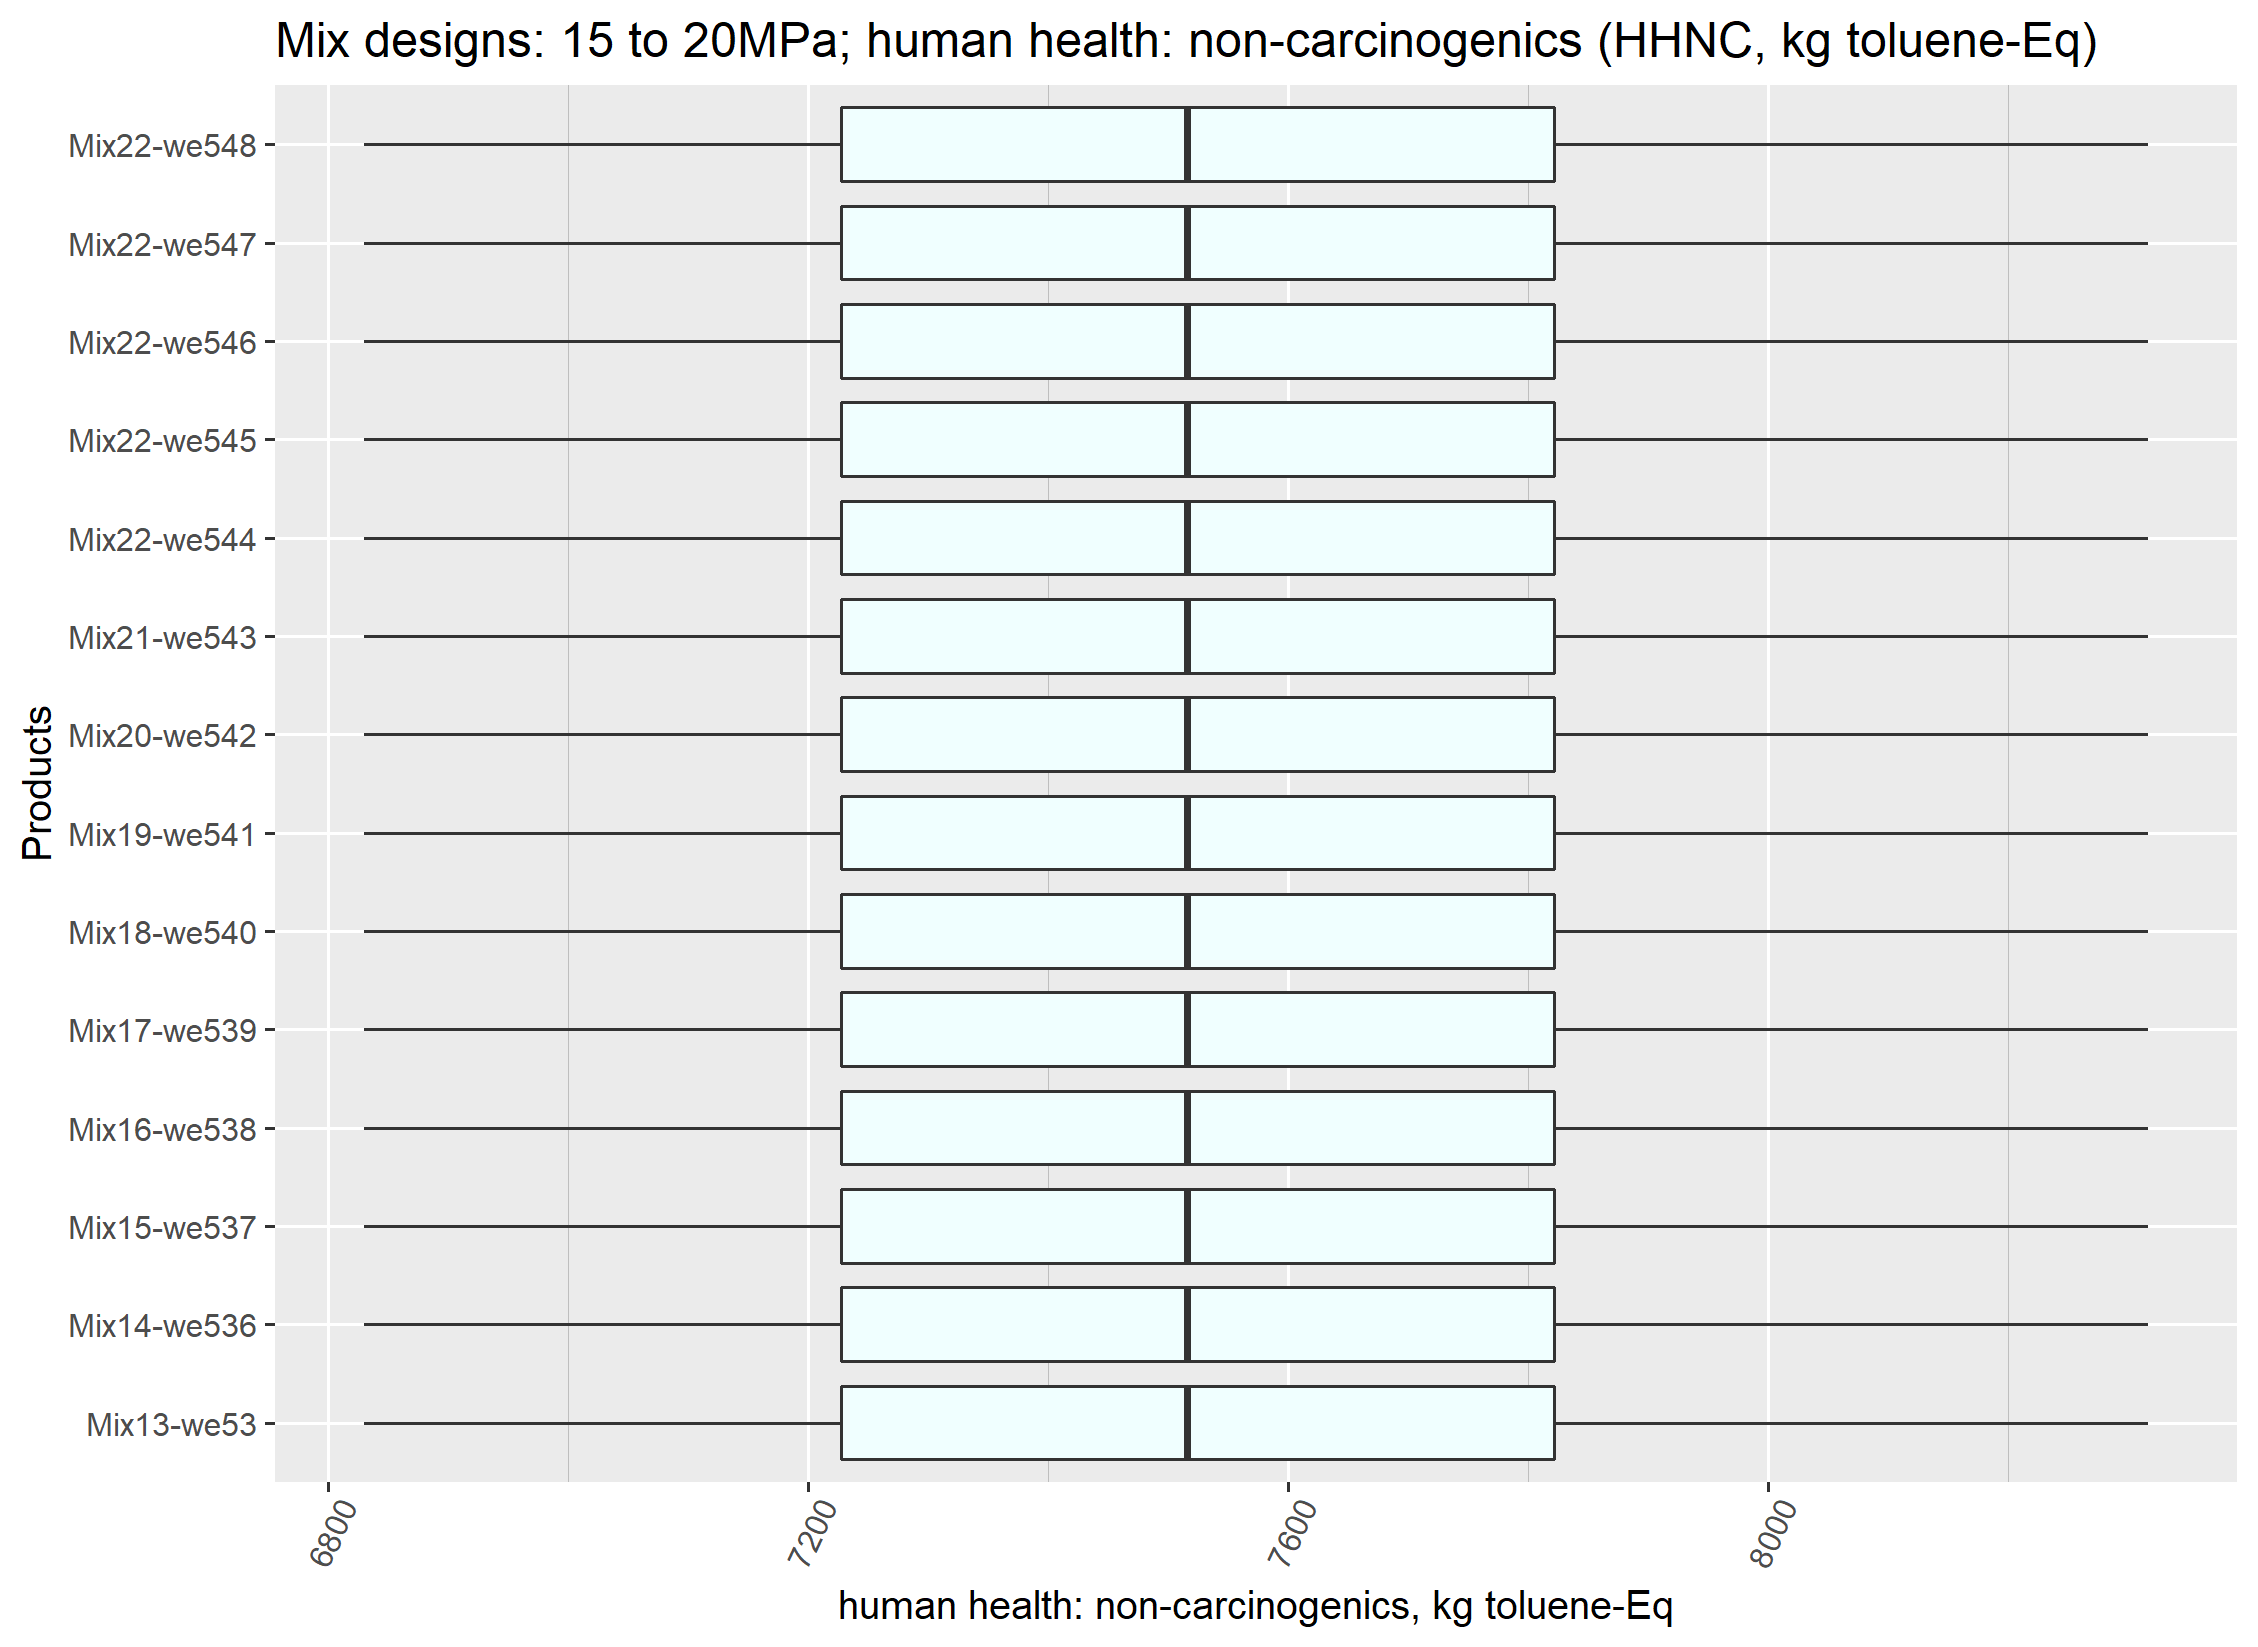 Mix designs: 15 to 20MPa; human health: non-carcinogenics (HHNC, kg toluene-Eq)
Products
Mix22-we548
Mix22-we547
Mix22-we546
Mix22-we545
Mix22-we544
Mix21-we543
Mix20-we542
Mix19-we541
Mix18-we540
Mix17-we539
Mix16-we538
Mix15-we537
Mix14-we536
Mix13-we53
6800
7200
7600
8000
human health: non-carcinogenics, kg toluene-Eq